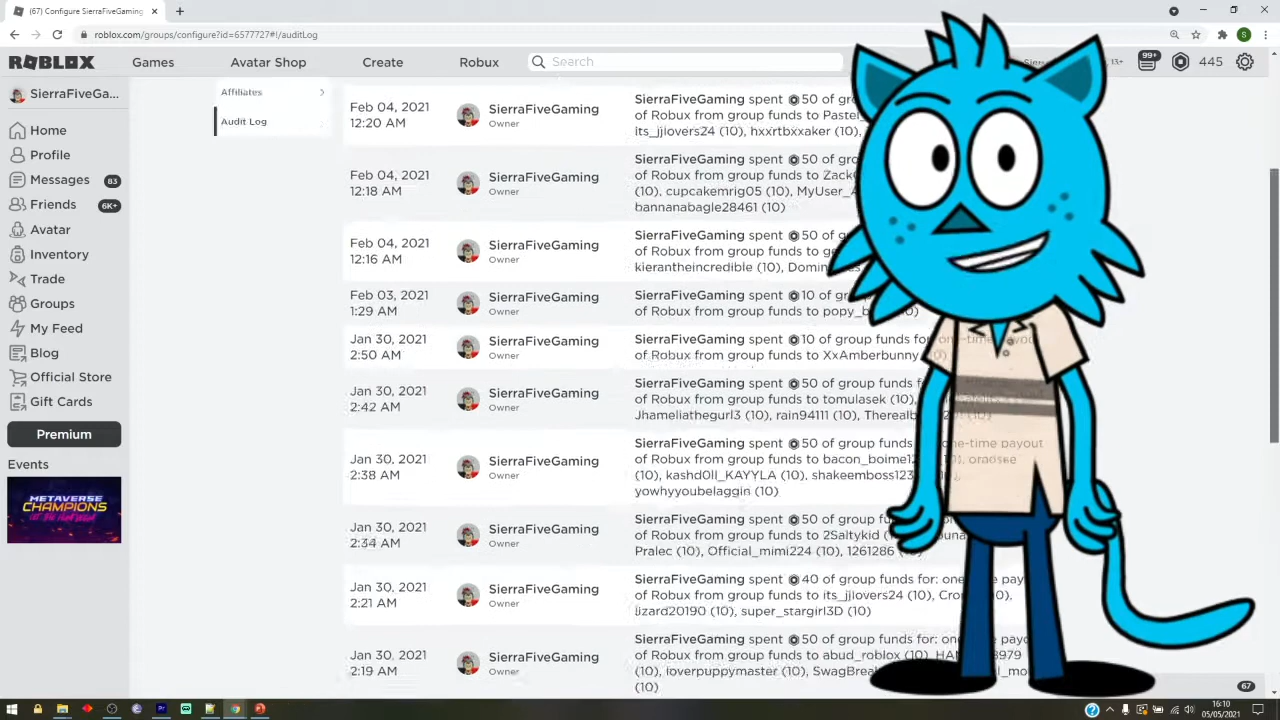 (67) Configure SierraFiveGaming
roblox.com/groups/configure?id=6577727#!/auditLog
S
ROBLOX
Games
Avatar Shop
Create
Robux
Search
13+
99+
445
SierraFiveGa...
Home
Profile
Messages 83
Friends 6K+
Avatar
Inventory
Trade
Groups
My Feed
Blog
Official Store
Gift Cards
Premium
Events
METAVERSE
CHAMPIONS
Affiliates
Audit Log
Feb 04, 2021
12:20 AM
SierraFiveGaming
Owner
SierraFiveGaming spent 50 of
of Robux from group funds to
its_jjlovers24 (10), hxxrtbxxaker (10),
Feb 04, 2021
12:18 AM
SierraFiveGaming
Owner
SierraFiveGaming spent 50 of
of Robux from group funds to
(10), cupcakemrig05 (10),
bannanabagle28461 (10)
Feb 04, 2021
12:16 AM
SierraFiveGaming
Owner
SierraFiveGaming spent 50 of
of Robux from group funds to
kierantheincredible (10),
Feb 03, 2021
1:29 AM
SierraFiveGaming
Owner
SierraFiveGaming spent 10 of
of Robux from group funds to
Jan 30, 2021
2:50 AM
SierraFiveGaming
Owner
SierraFiveGaming spent 10 of group funds for: one-time payout
of Robux from group funds to XxAmberbunny (10)
Jan 30, 2021
2:42 AM
SierraFiveGaming
Owner
SierraFiveGaming spent 50 of group funds
of Robux from group funds to tomulasek (10),
Jhameliathegurl3 (10), rain94111 (10),
Jan 30, 2021
2:38 AM
SierraFiveGaming
Owner
SierraFiveGaming spent 50 of group funds one-time payout
of Robux from group funds to
(10), kashd0ll_KAYYLA (10),
yowhyyoubelaggin (10)
Jan 30, 2021
2:34 AM
SierraFiveGaming
Owner
SierraFiveGaming spent 50 of group
of Robux from group funds to 2Saltykid (10),
Pralec (10), Official_mimi224 (10), 1261286 (10)
Jan 30, 2021
2:21 AM
SierraFiveGaming
Owner
SierraFiveGaming spent 40 of group funds for:
of Robux from group funds to its_jjlovers24 (10),
lizard20190 (10), super_stargirl3D (10)
Jan 30, 2021
2:19 AM
SierraFiveGaming
Owner
SierraFiveGaming spent 50 of group funds for:
of Robux from group funds to abud_roblox (10),
(10), loverpuppymaster (10),
(10)
67
16:10
05/05/2021